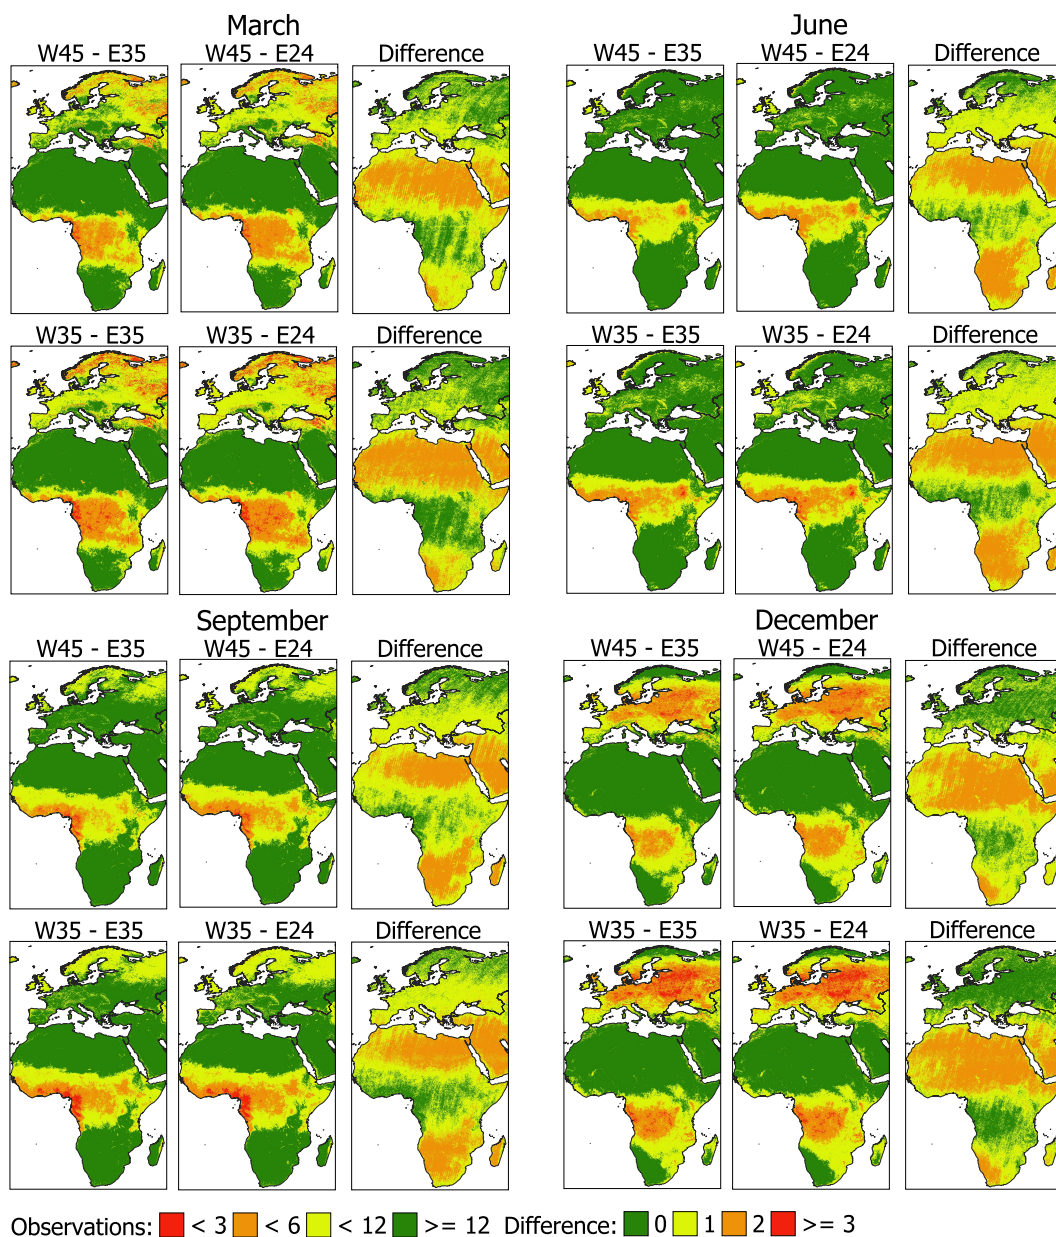 March
June
W45 - E35
W45 - E24
Difference
W45 - E35
W45 - E24
Difference
W35 - E35
W35 - E24
Difference
W35 - E35
W35 - E24
Difference
September
December
W45 - E35
W45 - E24
Difference
W45 - E35
W45 - E24
Difference
W35 - E35
W35 - E24
Difference
W35 - E35
W35 - E24
Difference
Observations: < 3 < 6 < 12 >= 12 Difference: 0 1 2 >= 3